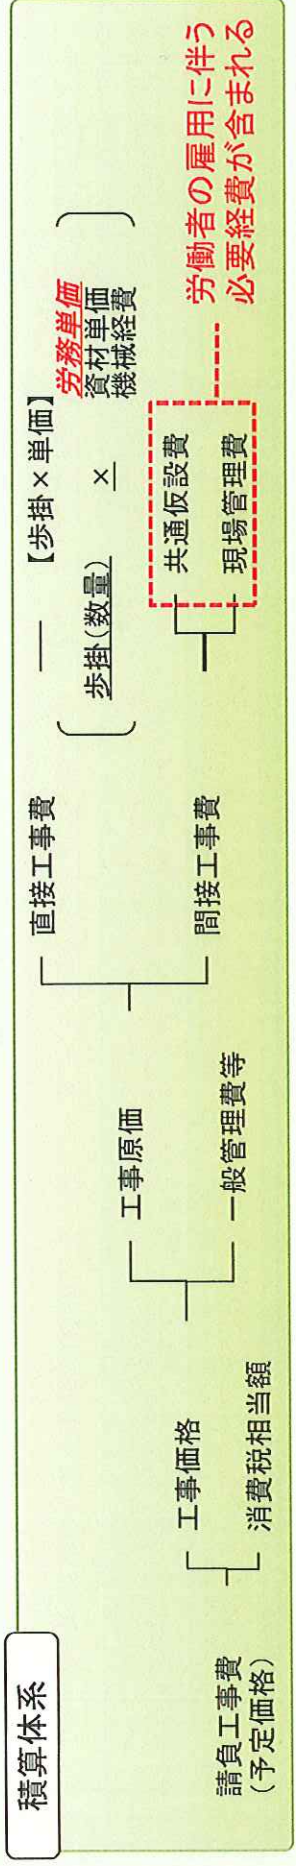 積算体系
請負工事費
（予定価格）
工事価格
消費税相当額
工事原価
一般管理費等
直接工事費
間接工事費
【歩掛×単価】
歩掛（数量） ×
労務単価
資材単価
機械経費
共通仮設費
現場管理費
労働者の雇用に伴う
必要経費が含まれる